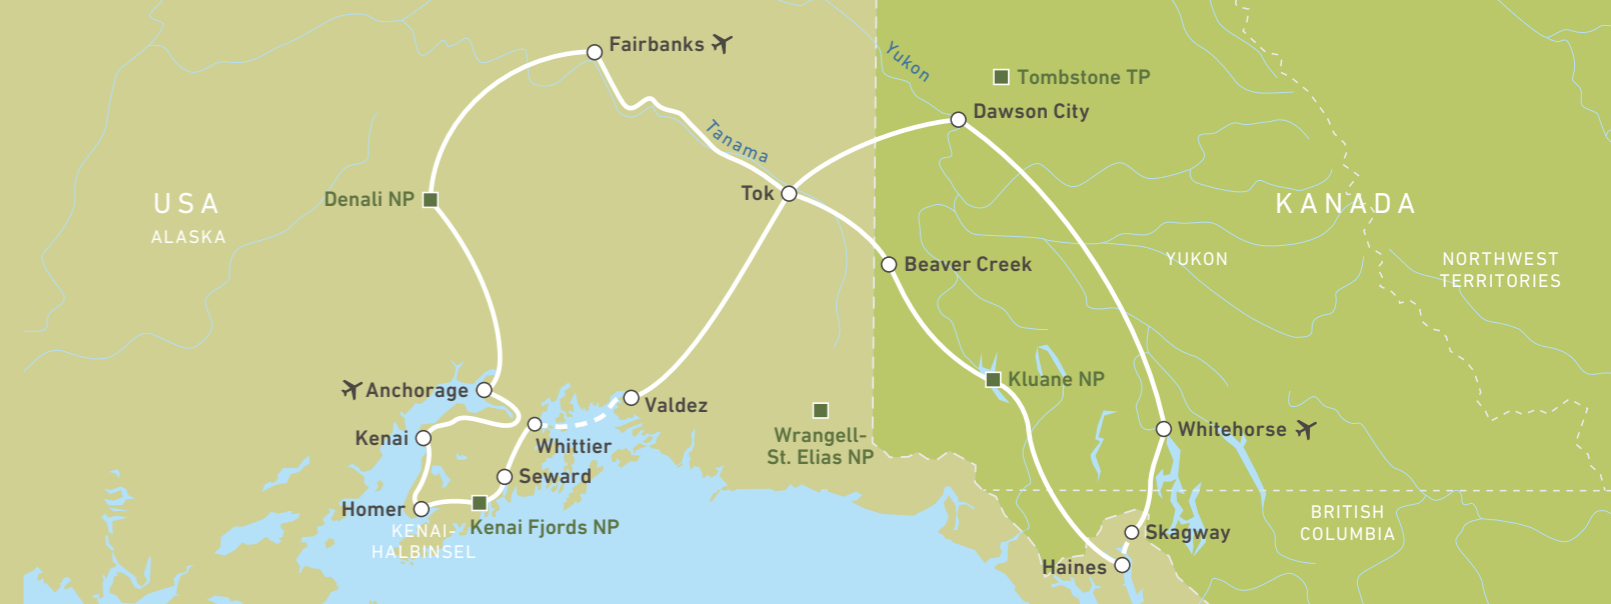 Fairbanks
Yukon
Tombstone TP
Dawson City
Tanama
Denali NP
USA
ALASKA
Tok
KANADA
Beaver Creek
YUKON
NORTHWEST
TERRITORIES
Anchorage
Kluane NP
Valdez
Kenai
Whittier
Wrangell-
St. Elias NP
Whitehorse
Seward
Homer
Kenai Fjords NP
KENAI-
HALBINSEL
BRITISH
COLUMBIA
Skagway
Haines